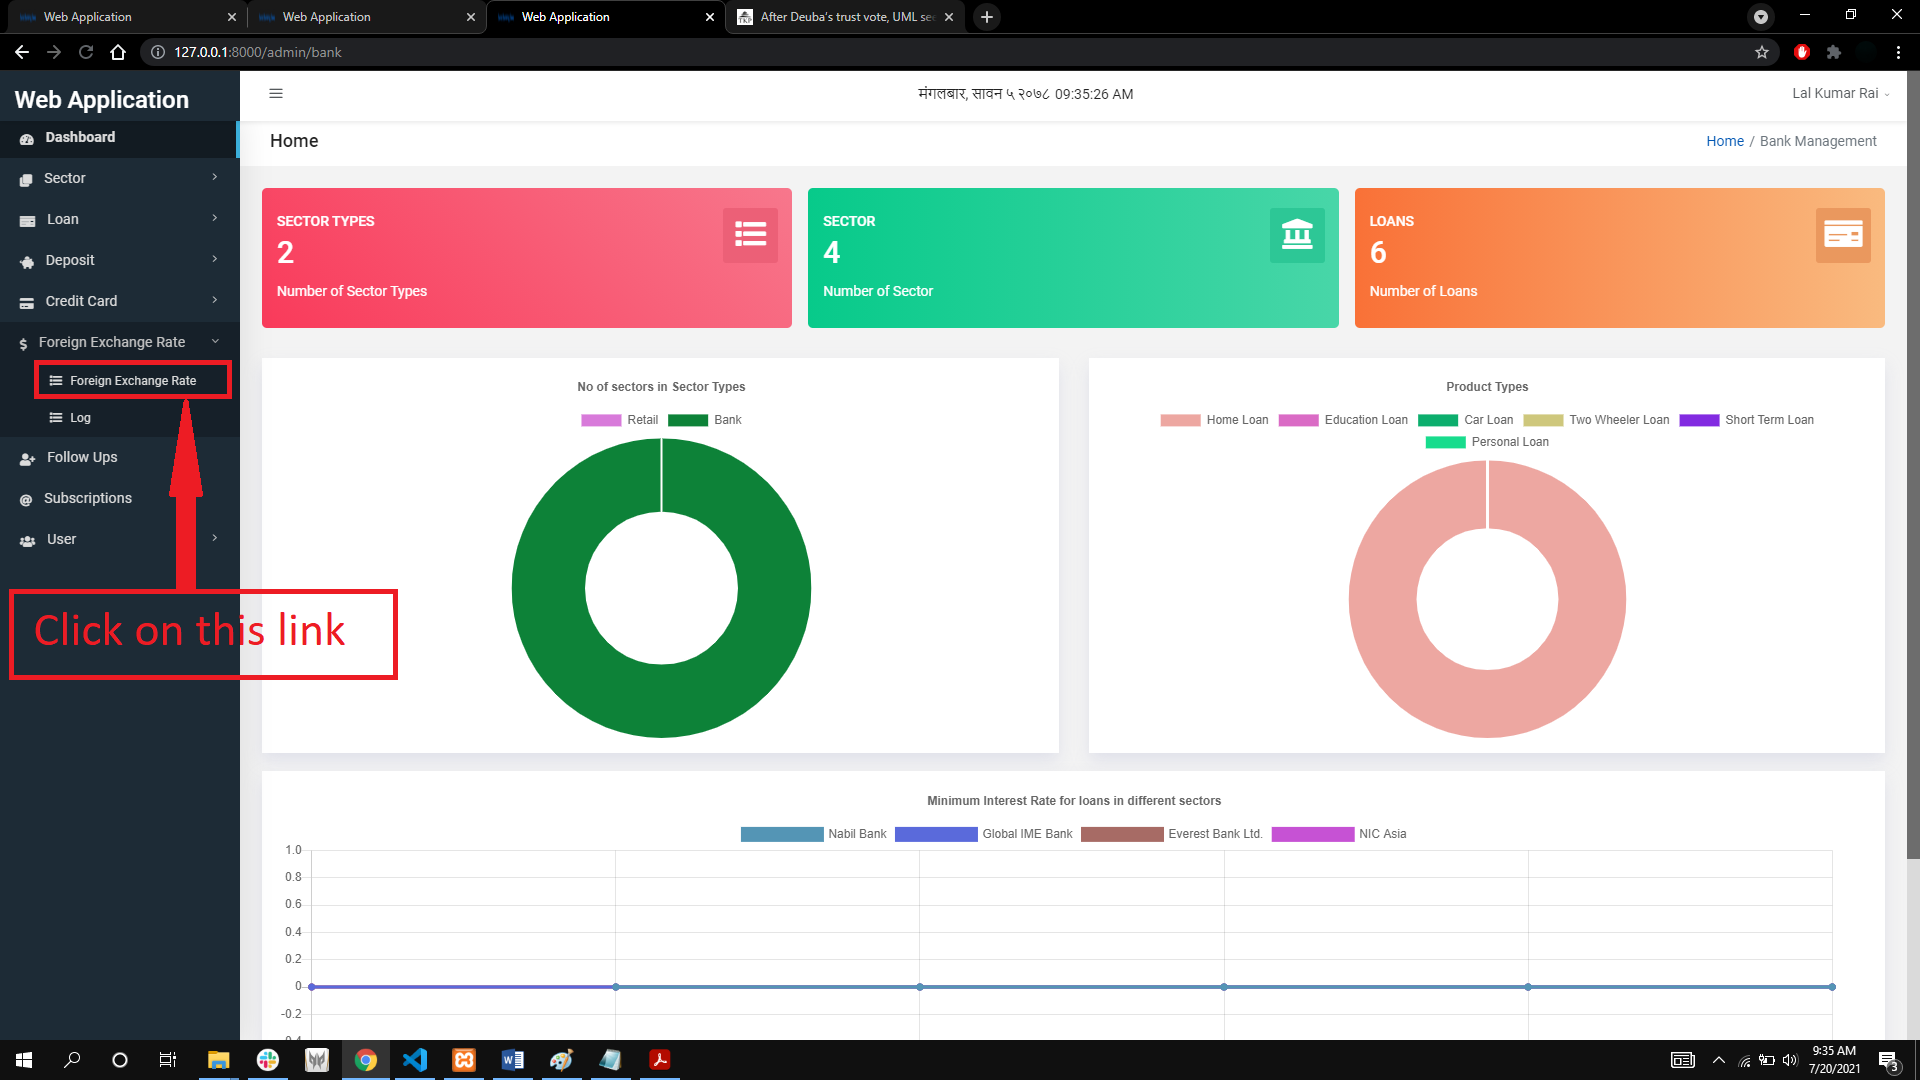 Web Application
Web Application
Web Application
After Deuba's trust vote, UML se
127.0.0.1:8000/admin/bank
Web Application
मंगलबार, सावन ५ २०७८ 09:35:26 AM
Lal Kumar Rai
Dashboard
Sector
Loan
Deposit
Credit Card
Foreign Exchange Rate
Foreign Exchange Rate
Log
Follow Ups
Subscriptions
User
Click on this link
Home
Home / Bank Management
SECTOR TYPES
2
Number of Sector Types
SECTOR
4
Number of Sector
LOANS
6
Number of Loans
No of sectors in Sector Types
Retail Bank
Product Types
Home Loan Education Loan Car Loan Two Wheeler Loan Short Term Loan
Personal Loan
Minimum Interest Rate for loans in different sectors
Nabil Bank Global IME Bank Everest Bank Ltd. NIC Asia
1.0
0.8
0.6
0.4
0.2
0
-0.2
9:35 AM
7/20/2021
3